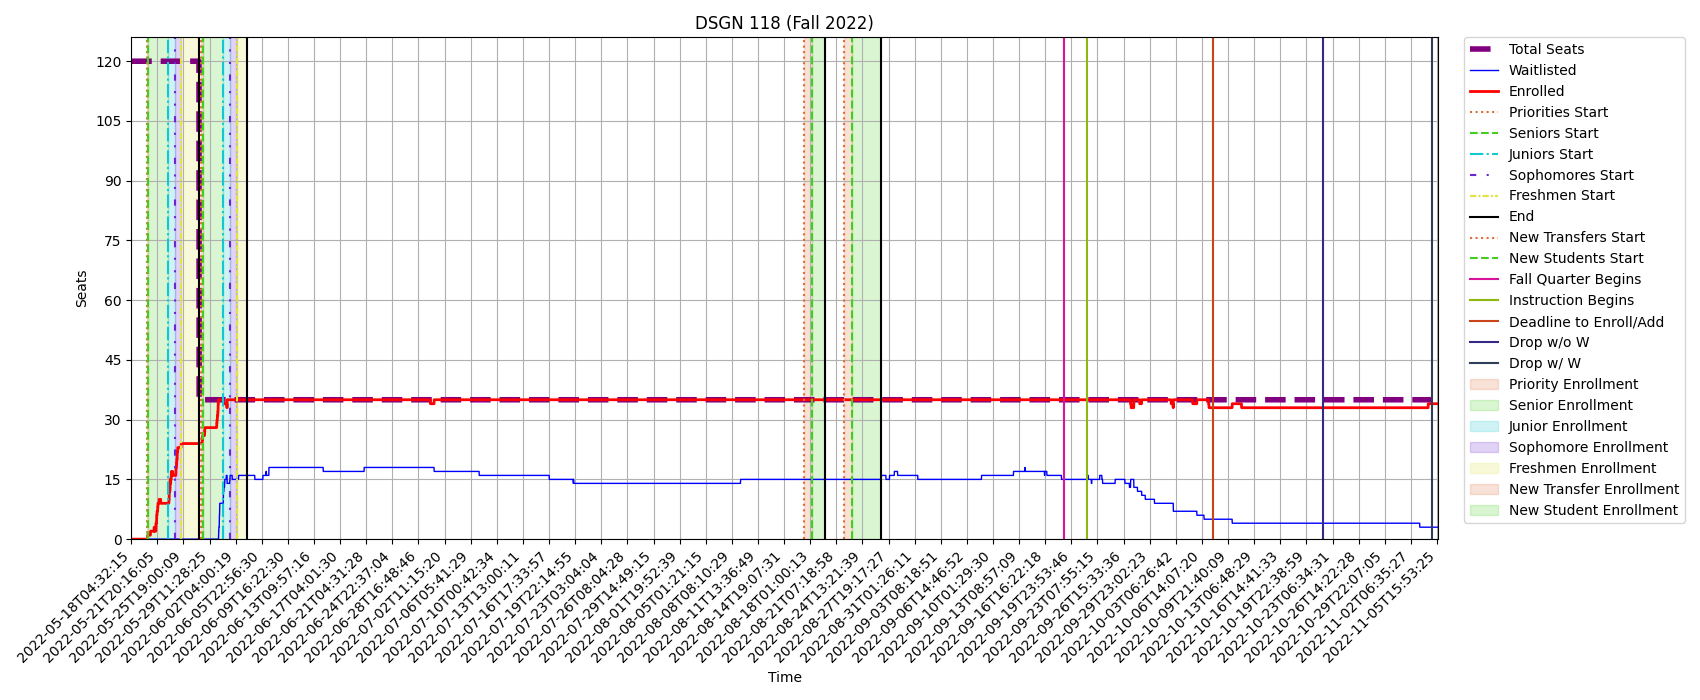 DSGN 118 (Fall 2022)
Seats
120
105
90
75
60
45
30
15
0
2022-05-18T04:32:15
2022-05-21T20:16:05
2022-05-25T19:00:09
2022-05-29T11:28:25
2022-06-02T04:00:19
2022-06-05T22:56:30
2022-06-09T16:22:30
2022-06-13T09:57:16
2022-06-17T04:01:30
2022-06-21T04:31:28
2022-06-24T22:37:04
2022-06-28T16:48:46
2022-07-02T11:15:20
2022-07-06T05:41:29
2022-07-10T00:42:34
2022-07-13T13:00:11
2022-07-16T17:33:57
2022-07-19T22:14:55
2022-07-23T03:04:04
2022-07-26T08:04:28
2022-07-29T14:49:15
2022-08-01T19:52:39
2022-08-05T01:21:15
2022-08-08T08:10:29
2022-08-11T13:36:49
2022-08-14T19:07:31
2022-08-18T01:00:13
2022-08-21T07:18:58
2022-08-24T13:21:39
2022-08-27T19:17:27
2022-08-31T01:26:11
2022-09-03T08:18:51
2022-09-06T14:46:52
2022-09-10T01:29:30
2022-09-13T08:57:09
2022-09-16T16:22:18
2022-09-19T23:53:46
2022-09-23T07:55:15
2022-09-26T15:33:36
2022-09-29T23:02:23
2022-10-03T06:26:42
2022-10-06T14:07:20
2022-10-09T21:40:09
2022-10-13T06:48:29
2022-10-16T14:41:33
2022-10-19T22:38:59
2022-10-23T06:34:31
2022-10-26T14:22:28
2022-10-29T22:07:05
2022-11-02T06:35:27
2022-11-05T15:53:25
Time
Total Seats
Waitlisted
Enrolled
Priorities Start
Seniors Start
Juniors Start
Sophomores Start
Freshmen Start
End
New Transfers Start
New Students Start
Fall Quarter Begins
Instruction Begins
Deadline to Enroll/Add
Drop w/o W
Drop w/ W
Priority Enrollment
Senior Enrollment
Junior Enrollment
Sophomore Enrollment
Freshmen Enrollment
New Transfer Enrollment
New Student Enrollment